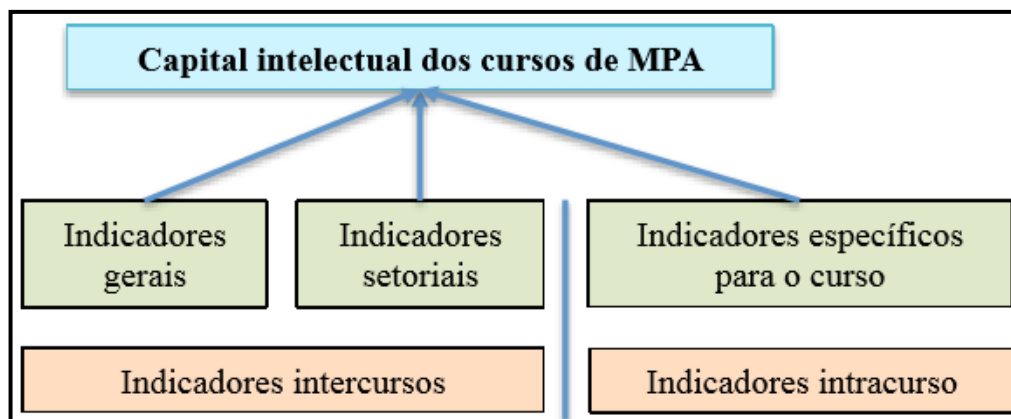 Capital intelectual dos cursos de MPA
Indicadores
gerais
Indicadores
setoriais
Indicadores específicos
para o curso
Indicadores intercursos
Indicadores intracurso